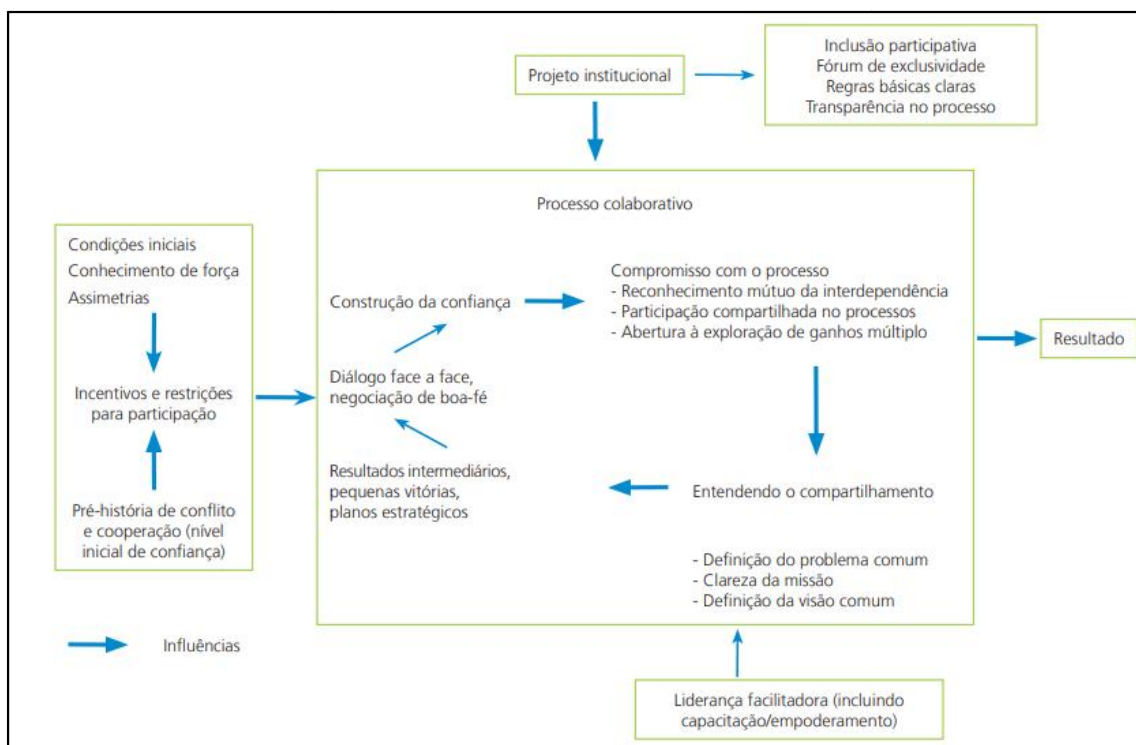 Projeto institucional
Inclusão participativa
Fórum de exclusividade
Regras básicas claras
Transparência no processo
Processo colaborativo
Condições iniciais
Conhecimento de força
Assimetrias
Incentivos e restrições
para participação
Pré-história de conflito
e cooperação (nível
inicial de confiança)
Construção da confiança
Diálogo face a face,
negociação de boa-fé
Resultados intermediários,
pequenas vitórias,
planos estratégicos
Compromisso com o processo
- Reconhecimento mútuo da interdependência
- Participação compartilhada no processos
- Abertura à exploração de ganhos múltiplo
Entendendo o compartilhamento
- Definição do problema comum
- Clareza da missão
- Definição da visão comum
Resultado
Influências
Liderança facilitadora (incluindo
capacitação/empoderamento)